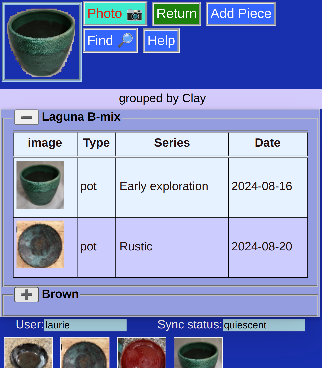 Photo 📷 Return Add Piece
Find 🔎 Help
grouped by Clay
Laguna B-mix
image Type Series Date
pot Early exploration 2024-08-16
pot Rustic 2024-08-20
Brown
User: laurie Sync status: quiescent